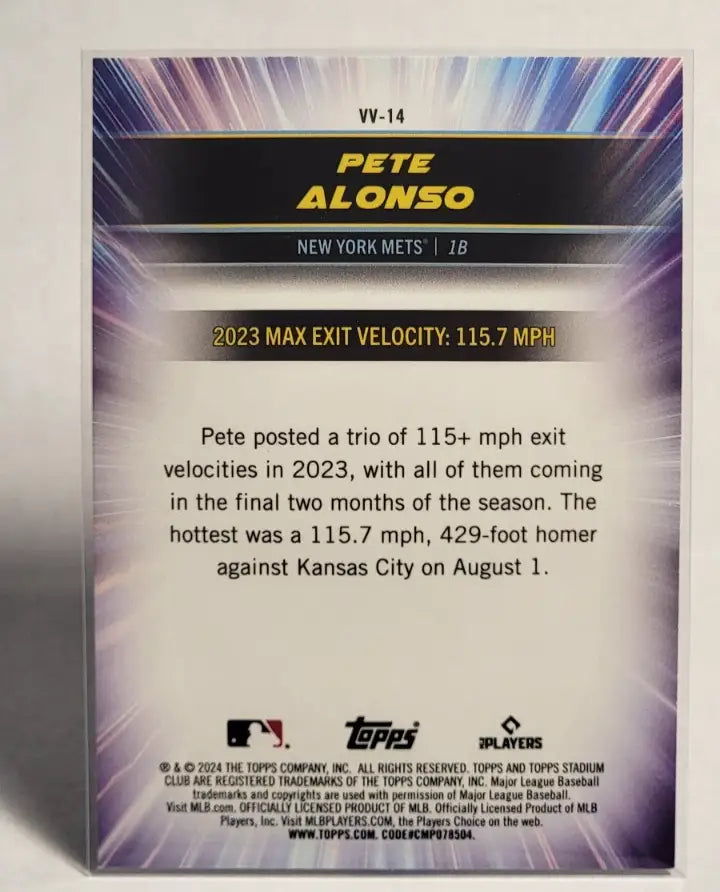 VV-14
PETE
ALONSO
NEW YORK METS® | 1B
2023 MAX EXIT VELOCITY: 115.7 MPH
Pete posted a trio of 115+ mph exit
velocities in 2023, with all of them coming
in the final two months of the season. The
hottest was a 115.7 mph, 429-foot homer
against Kansas City on August 1.
Topps
PLAYERS
® & © 2024 THE TOPPS COMPANY, INC. ALL RIGHTS RESERVED. TOPPS AND TOPPS STADIUM
CLUB ARE REGISTERED TRADEMARKS OF THE TOPPS COMPANY, INC. Major League Baseball
trademarks and copyrights are used with permission of Major League Baseball.
Visit MLB.com. OFFICIALLY LICENSED PRODUCT OF MLB. Officially Licensed Product of MLB
Players, Inc. Visit MLBPLAYERS.COM, the Players Choice on the web.
WWW.TOPPS.COM. CODE#CMP078504.